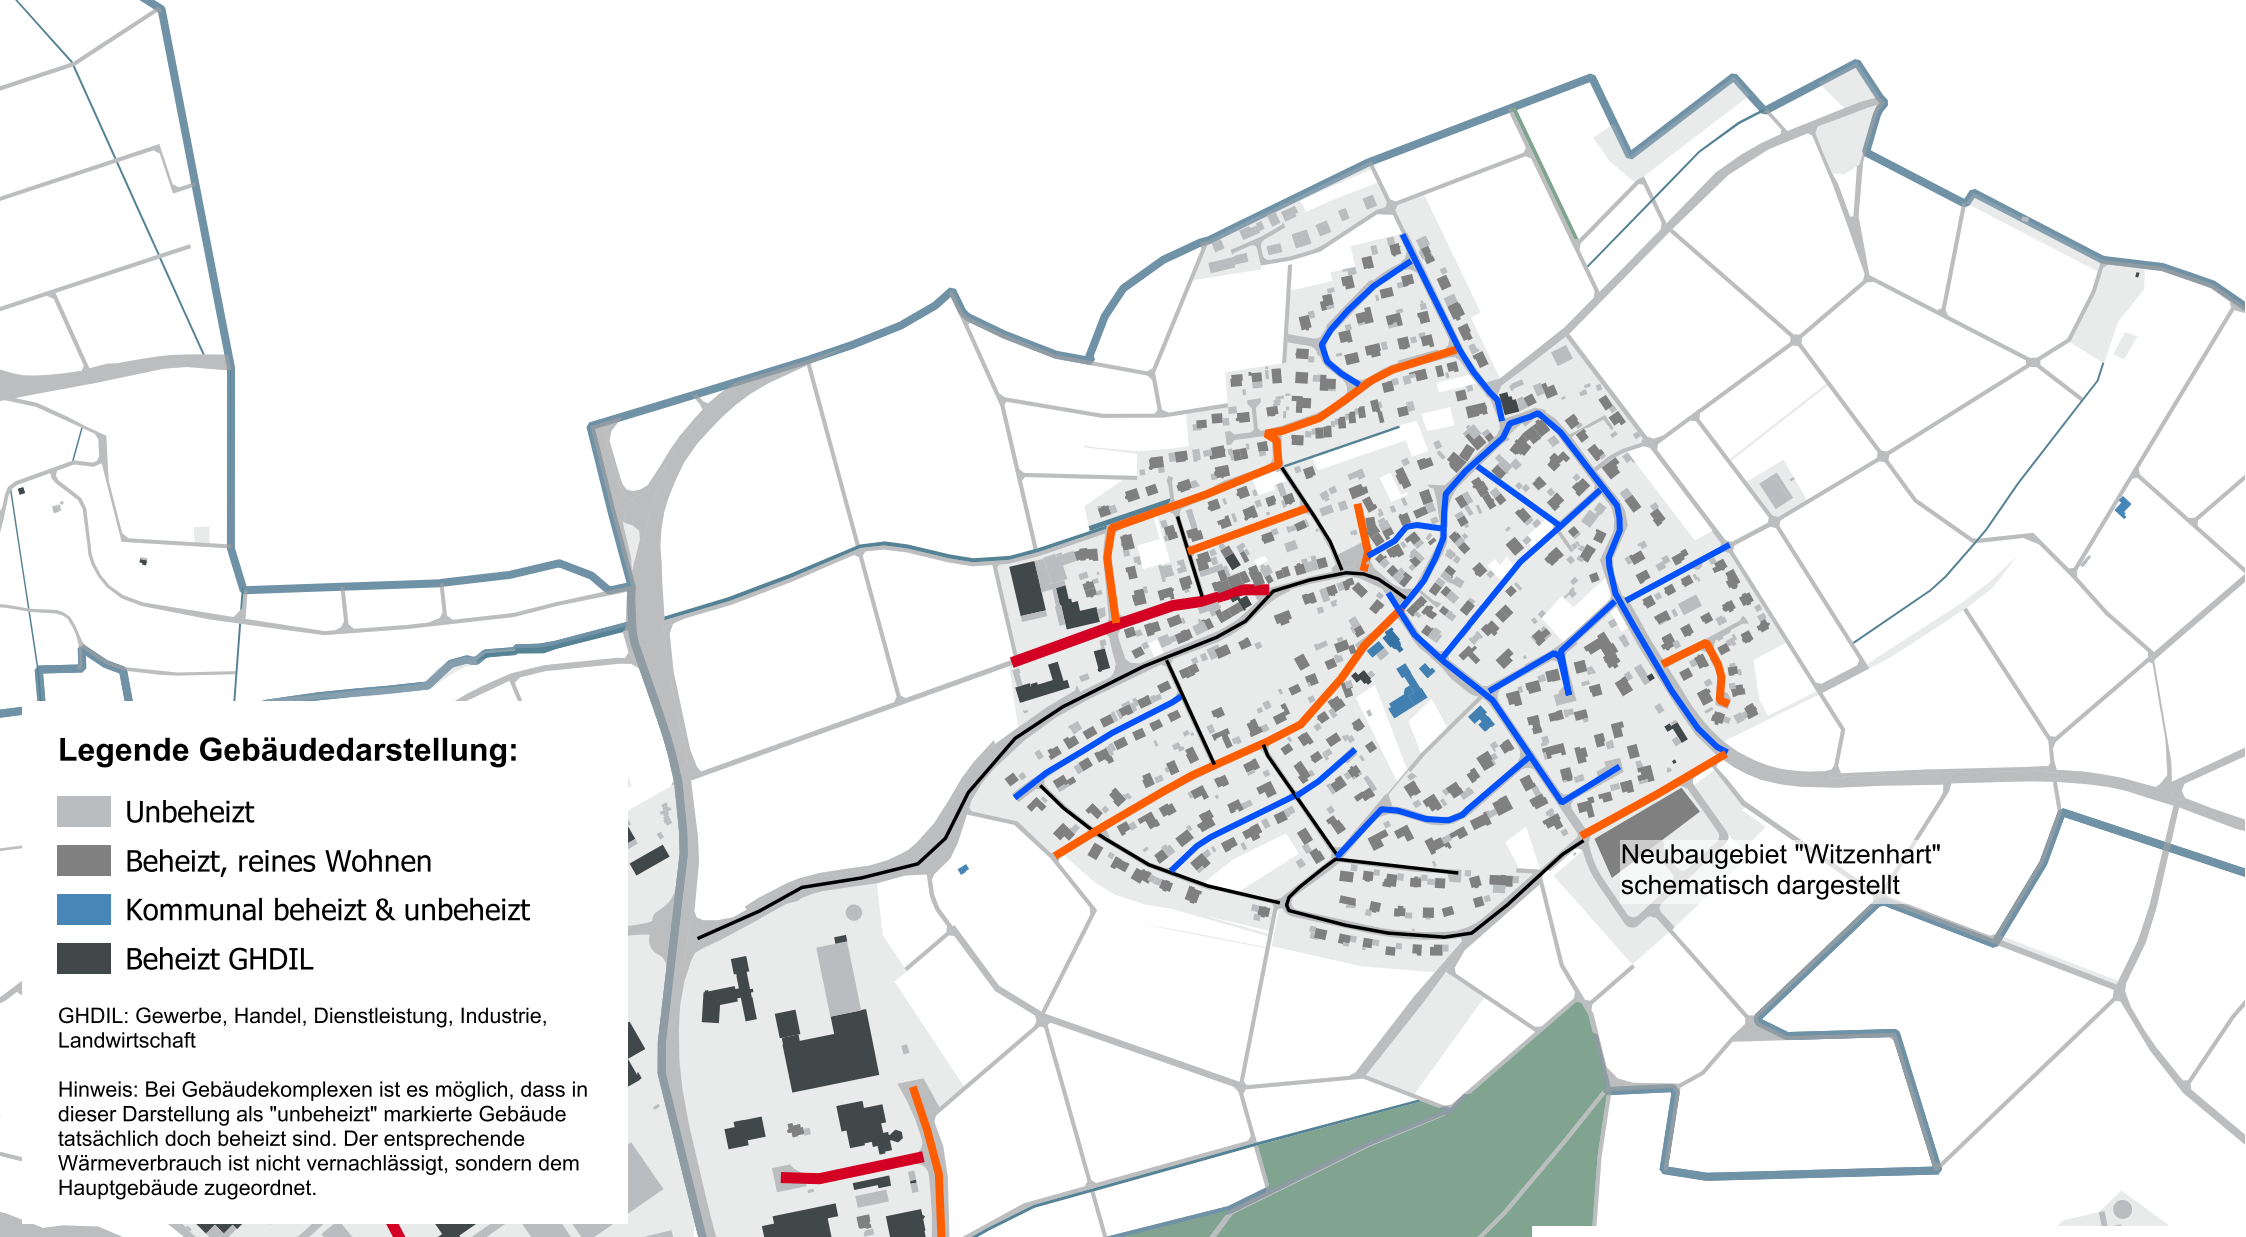 Legende Gebäudedarstellung:
Unbeheizt
Beheizt, reines Wohnen
Kommunal beheizt & unbeheizt
Beheizt GHDIL
GHDIL: Gewerbe, Handel, Dienstleistung, Industrie,
Landwirtschaft
Hinweis: Bei Gebäudekomplexen ist es möglich, dass in
dieser Darstellung als "unbeheizt" markierte Gebäude
tatsächlich doch beheizt sind. Der entsprechende
Wärmeverbrauch ist nicht vernachlässigt, sondern dem
Hauptgebäude zugeordnet.
Neubaugebiet "Witzenhart"
schematisch dargestellt